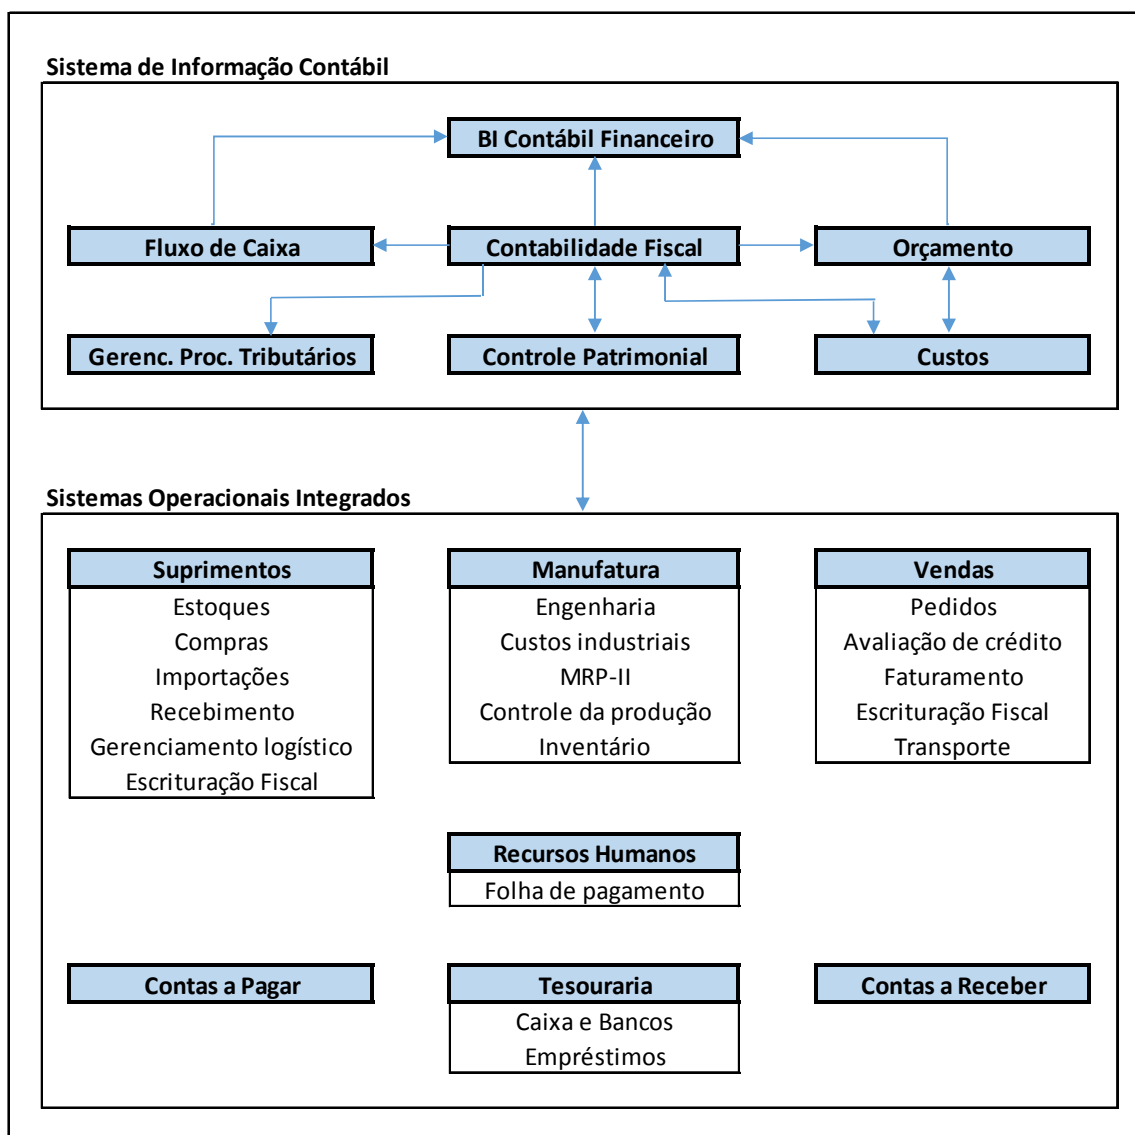 Sistema de Informação Contábil
BI Contábil Financeiro
Fluxo de Caixa
Contabilidade Fiscal
Orçamento
Gerenc. Proc. Tributários
Controle Patrimonial
Custos
Sistemas Operacionais Integrados
Suprimentos
Estoques
Compras
Importações
Recebimento
Gerenciamento logístico
Escrituração Fiscal
Manufatura
Engenharia
Custos industriais
MRP-II
Controle da produção
Inventário
Vendas
Pedidos
Avaliação de crédito
Faturamento
Escrituração Fiscal
Transporte
Recursos Humanos
Folha de pagamento
Contas a Pagar
Tesouraria
Caixa e Bancos
Empréstimos
Contas a Receber